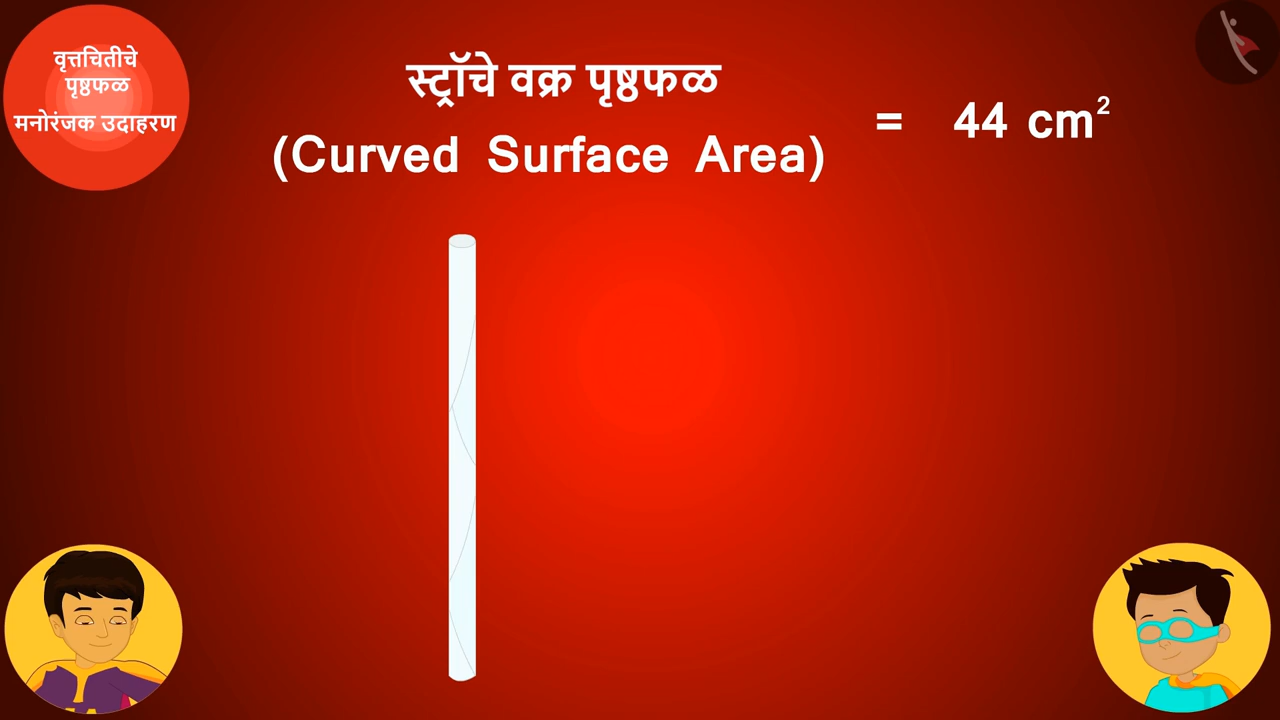 वृत्तचितीचे
पृष्ठफळ
मनोरंजक उदाहरण
स्ट्रॉचे वक्र पृष्ठफळ
(Curved Surface Area)
= 44 cm²